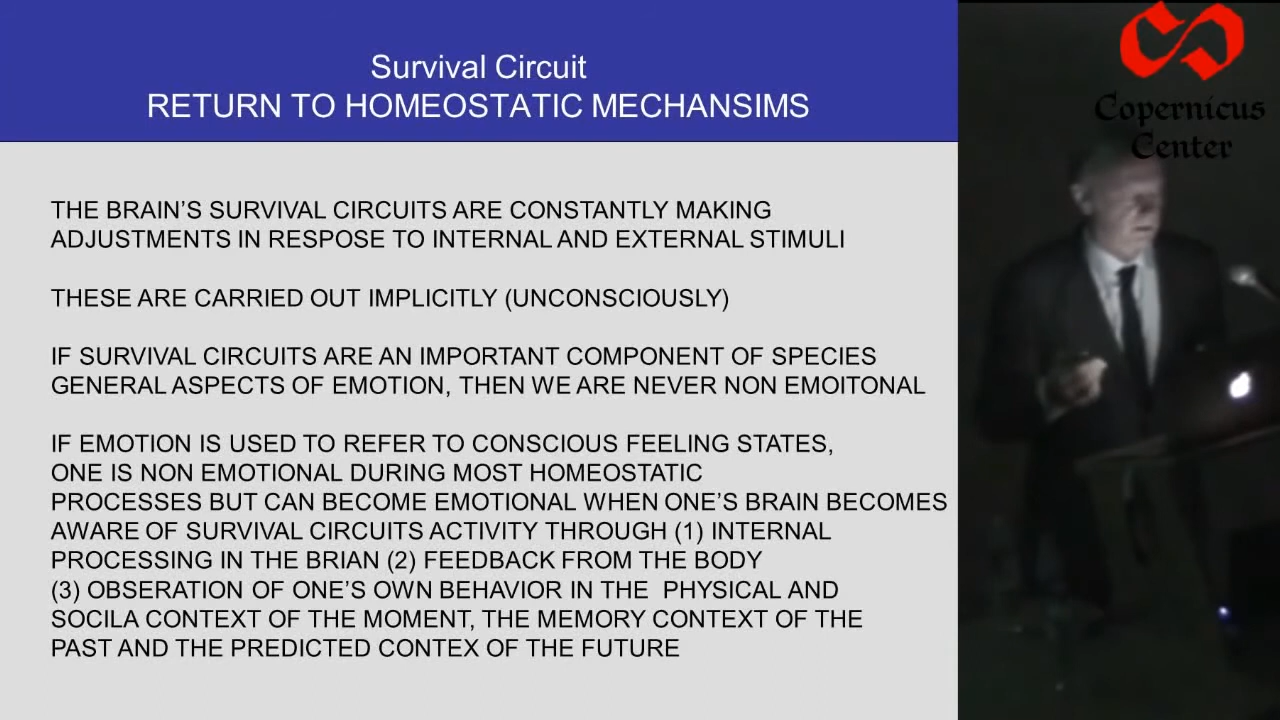 Survival Circuit
RETURN TO HOMEOSTATIC MECHANSIMS
THE BRAIN'S SURVIVAL CIRCUITS ARE CONSTANTLY MAKING
ADJUSTMENTS IN RESPOSE TO INTERNAL AND EXTERNAL STIMULI
THESE ARE CARRIED OUT IMPLICITLY (UNCONSCIOUSLY)
IF SURVIVAL CIRCUITS ARE AN IMPORTANT COMPONENT OF SPECIES
GENERAL ASPECTS OF EMOTION, THEN WE ARE NEVER NON EMOITONAL
IF EMOTION IS USED TO REFER TO CONSCIOUS FEELING STATES,
ONE IS NON EMOTIONAL DURING MOST HOMEOSTATIC
PROCESSES BUT CAN BECOME EMOTIONAL WHEN ONE'S BRAIN BECOMES
AWARE OF SURVIVAL CIRCUITS ACTIVITY THROUGH (1) INTERNAL
PROCESSING IN THE BRIAN (2) FEEDBACK FROM THE BODY
(3) OBSERATION OF ONE'S OWN BEHAVIOR IN THE PHYSICAL AND
SOCILA CONTEXT OF THE MOMENT, THE MEMORY CONTEXT OF THE
PAST AND THE PREDICTED CONTEX OF THE FUTURE
Copernicus
Center